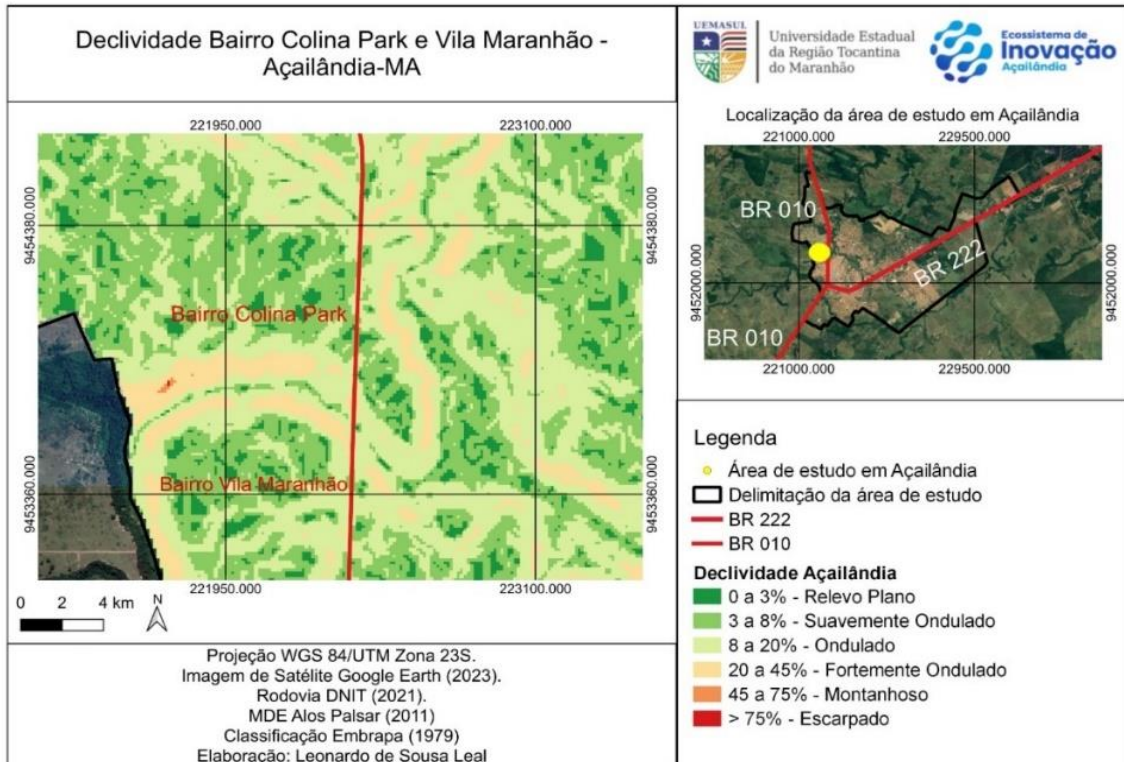 Declividade Bairro Colina Park e Vila Maranhão -
Açailândia-MA
221950.000
223100.000
9454380.000
9454380.000
Bairro Colina Park
Bairro Vila Maranhão
9453360.000
9453360.000
221950.000
223100.000
0 2 4 km
N
Projeção WGS 84/UTM Zona 23S.
Imagem de Satélite Google Earth (2023).
Rodovia DNIT (2021).
MDE Alos Palsar (2011)
Classificação Embrapa (1979)
Elaboração: Leonardo de Sousa Leal
UEMASUL
Universidade Estadual
da Região Tocantina
do Maranhão
Ecossistema de
Inovação
Açailândia
Localização da área de estudo em Açailândia
221000.000
229500.000
BR 010
BR 222
BR 010
9452000.000
9452000.000
221000.000
229500.000
Legenda
Área de estudo em Açailândia
Delimitação da área de estudo
BR 222
BR 010
Declividade Açailândia
0 a 3% - Relevo Plano
3 a 8% - Suavemente Ondulado
8 a 20% - Ondulado
20 a 45% - Fortemente Ondulado
45 a 75% - Montanhoso
> 75% - Escarpado